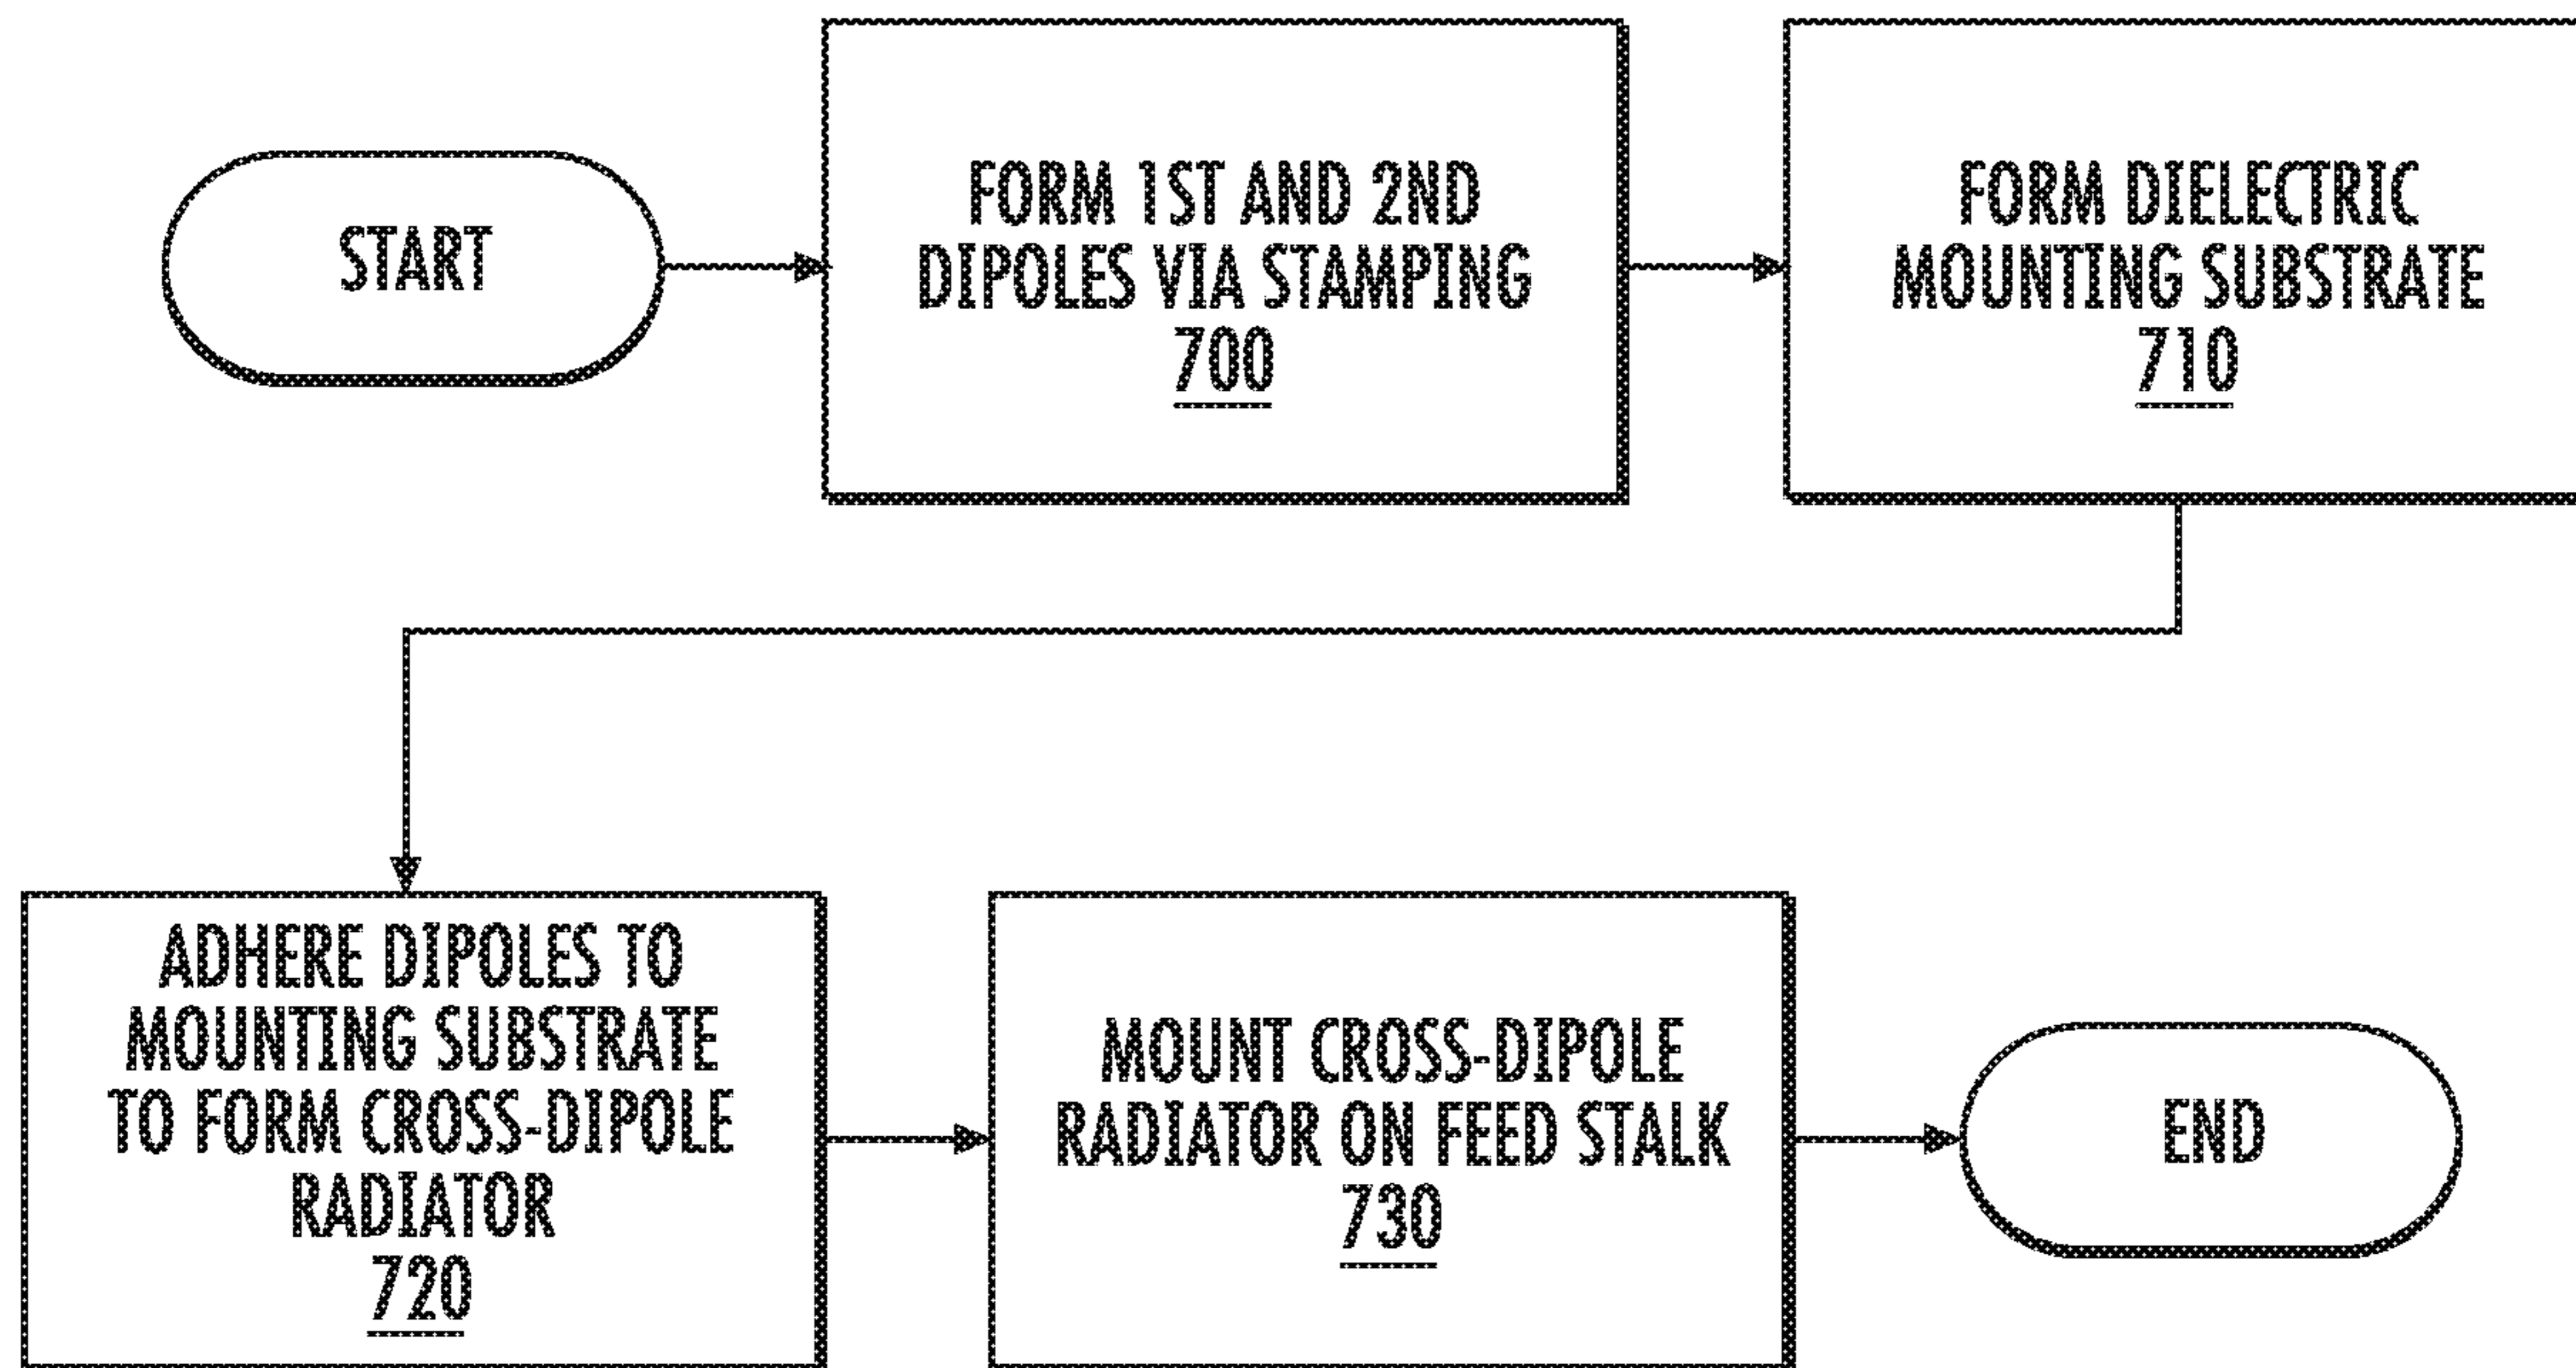 START
FORM 1ST AND 2ND
DIPOLES VIA STAMPING
700
FORM DIELECTRIC
MOUNTING SUBSTRATE
710
ADHERE DIPOLES TO
MOUNTING SUBSTRATE
TO FORM CROSS-DIPOLE
RADIATOR
720
MOUNT CROSS-DIPOLE
RADIATOR ON FEED STALK
730
END